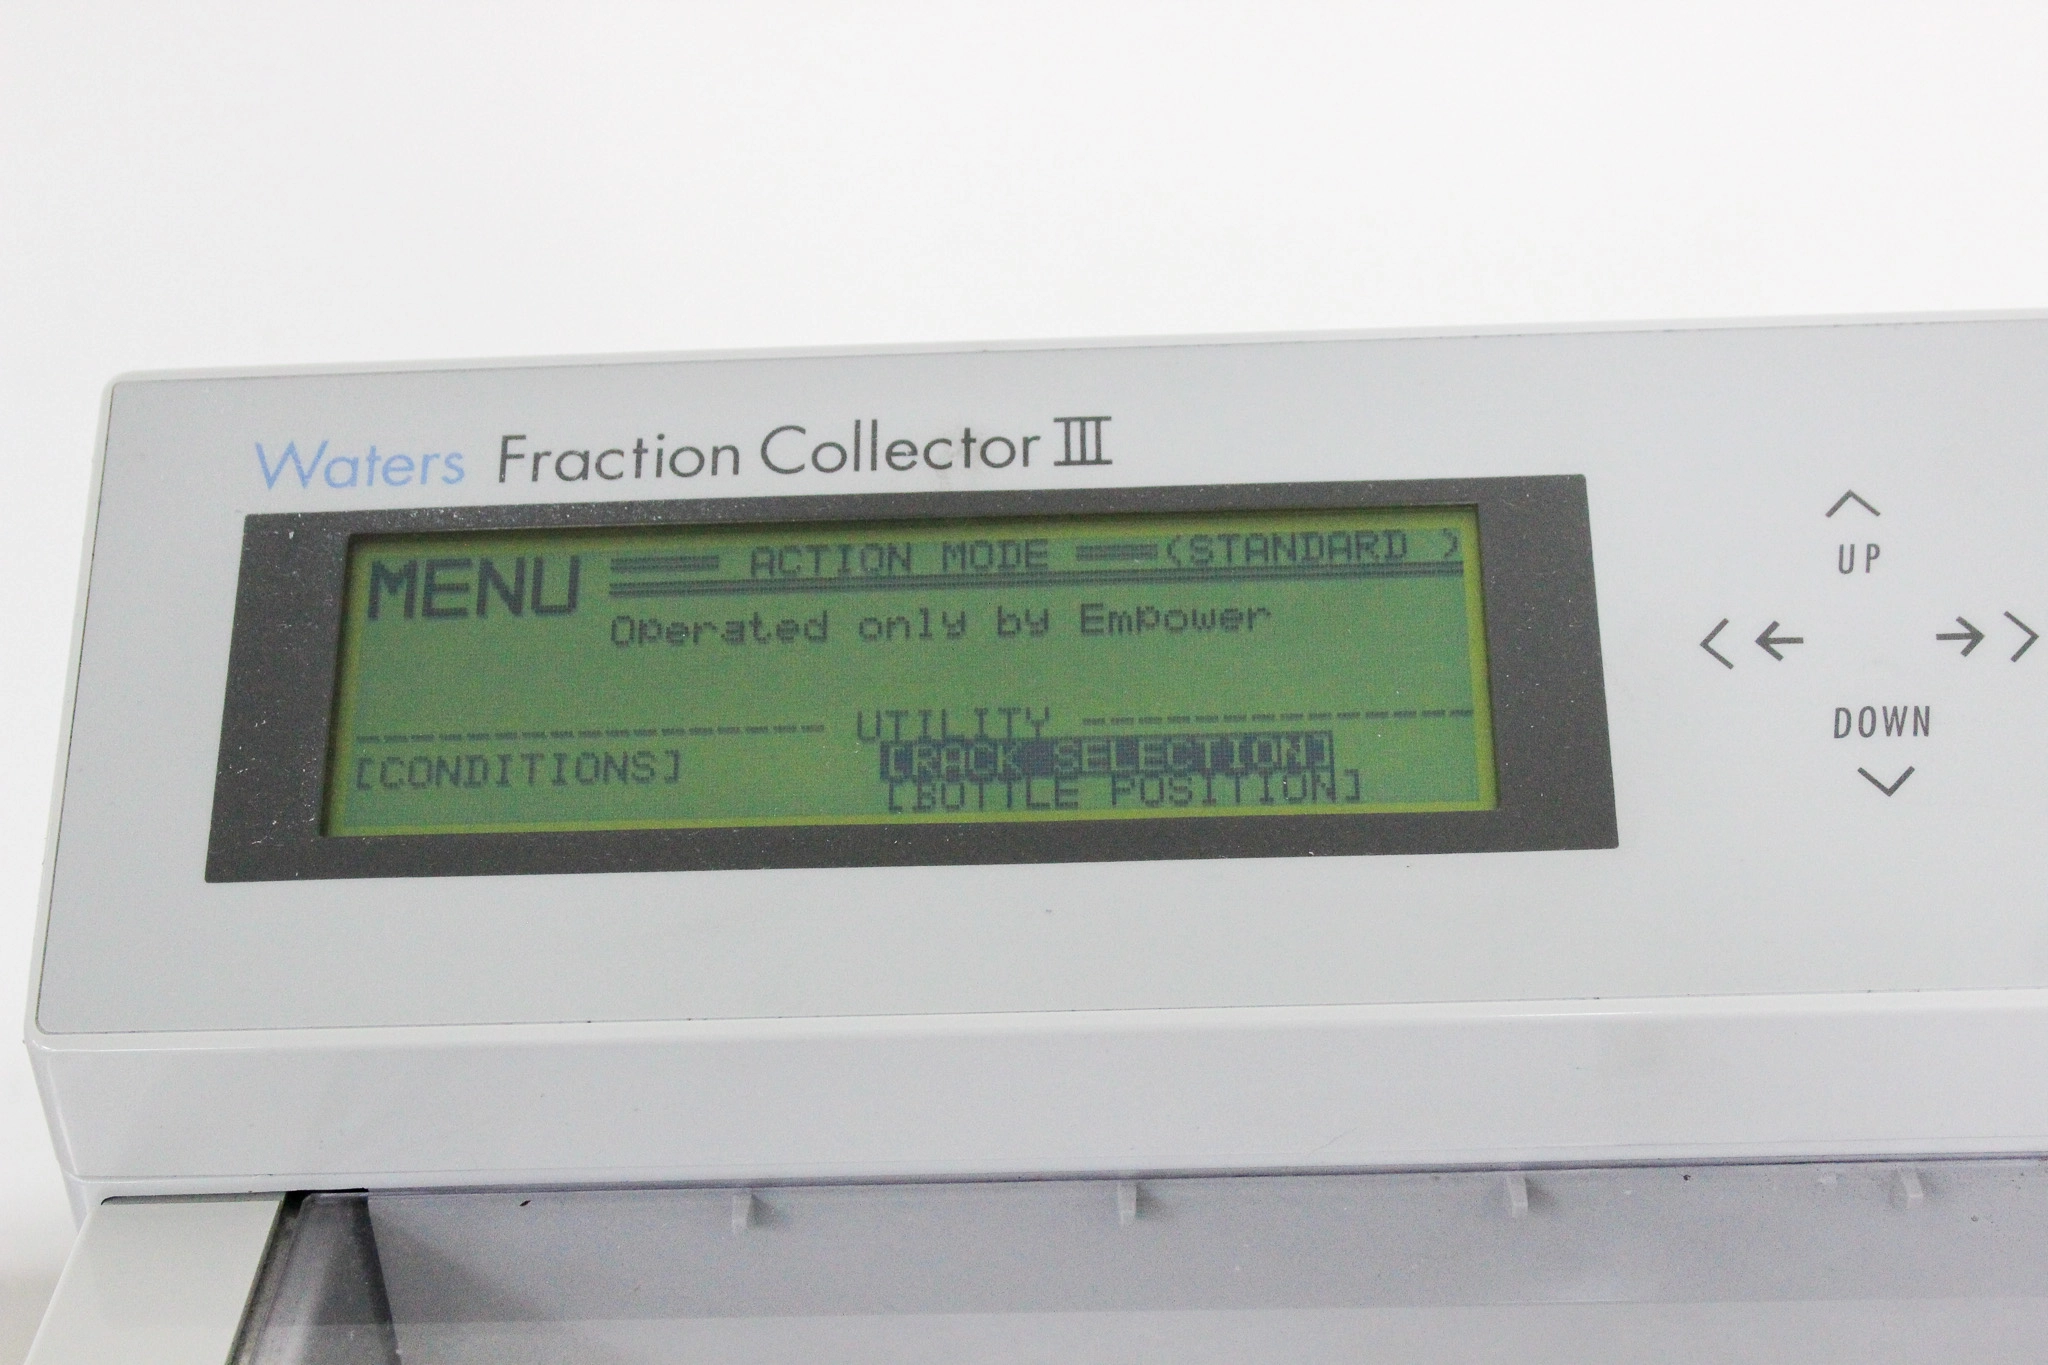 Waters Fraction Collector III
MENU
ACTION MODE (STANDARD )
Operated only by Empower
UTILITY
[CONDITIONS]
[RACK SELECTION]
[BOTTLE POSITION]
UP
< ← → >
DOWN